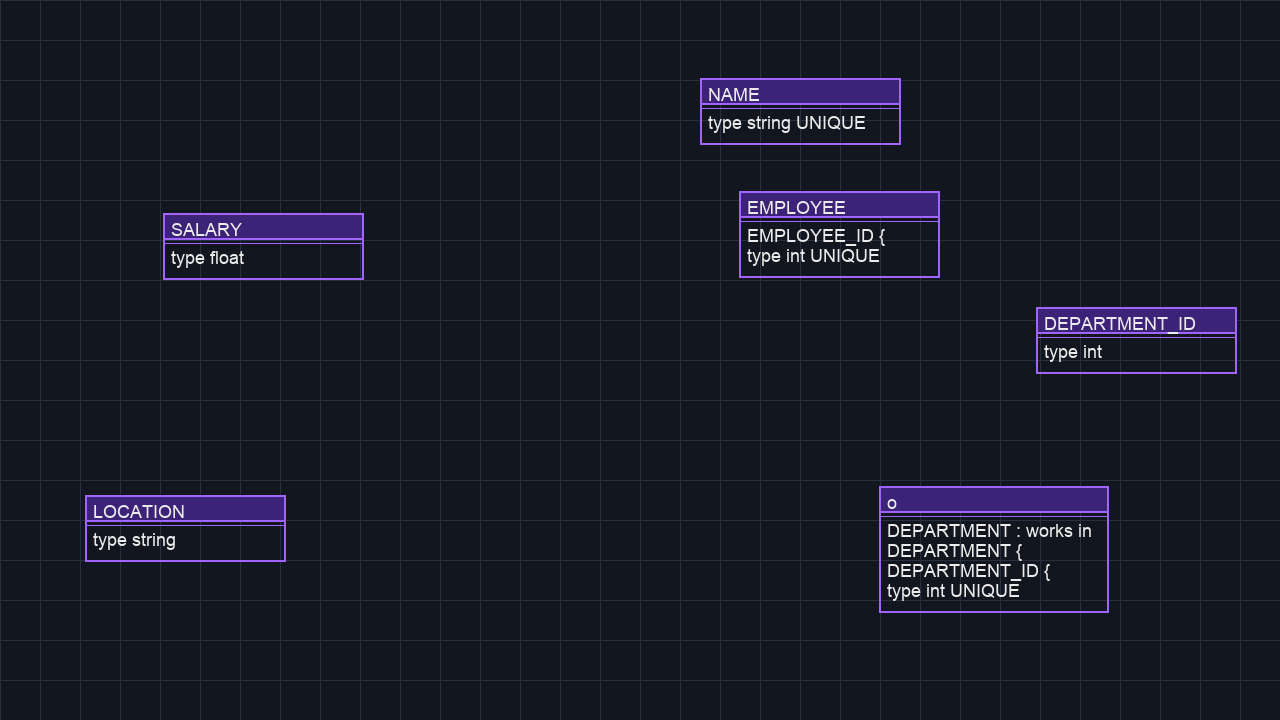 NAME
type string UNIQUE
EMPLOYEE
EMPLOYEE_ID {
type int UNIQUE
SALARY
type float
DEPARTMENT_ID
type int
o
DEPARTMENT : works in
DEPARTMENT {
DEPARTMENT_ID {
type int UNIQUE
LOCATION
type string